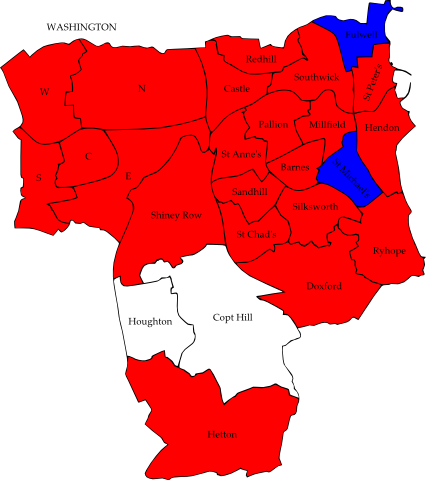 WASHINGTON
Fulwell
Redhill
Southwick
St Peter's
W
N
Castle
Pallion
Millfield
Hendon
St Anne's
C
Barnes
St Michael's
S
E
Sandhill
Silksworth
Shiney Row
St Chad's
Ryhope
Doxford
Houghton
Copt Hill
Hetton